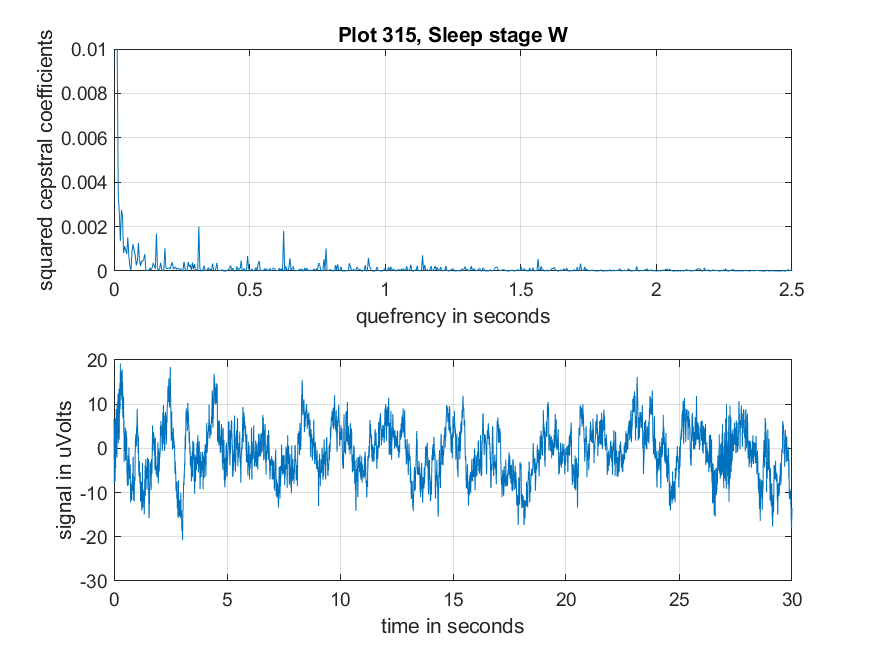 Plot 315, Sleep stage W
squared cepstral coefficients
0.01
0.008
0.006
0.004
0.002
0
0 0.5 1 1.5 2 2.5
quefrency in seconds
signal in uVolts
20
10
0
-10
-20
-30
0 5 10 15 20 25 30
time in seconds